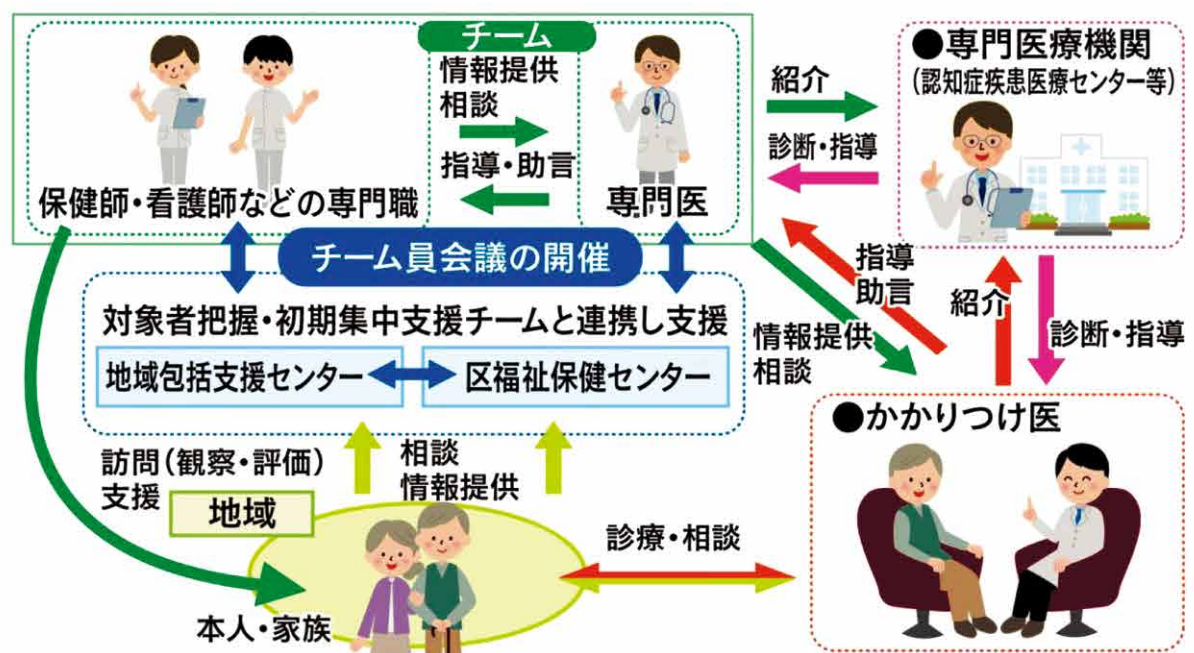 チーム
情報提供
相談
指導・助言
保健師・看護師などの専門職
専門医
紹介
診断・指導
●専門医療機関
(認知症疾患医療センター等)
チーム員会議の開催
対象者把握・初期集中支援チームと連携し支援
地域包括支援センター
区福祉保健センター
指導
助言
情報提供
相談
紹介
診断・指導
●かかりつけ医
訪問(観察・評価)
支援
相談
情報提供
地域
本人・家族
診療・相談